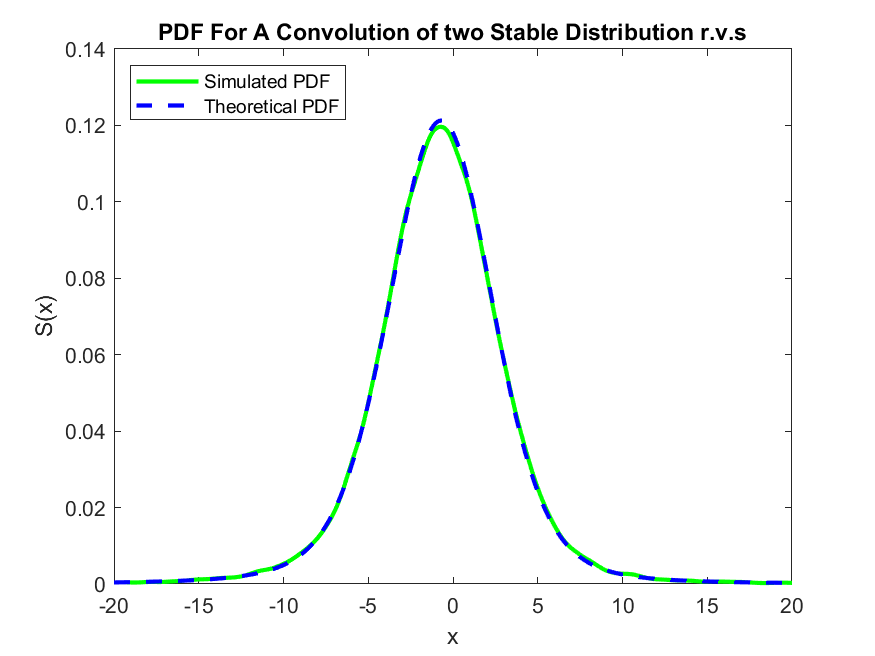 PDF For A Convolution of two Stable Distribution r.v.s
0.14
Simulated PDF
Theoretical PDF
0.12
0.1
0.08
0.06
0.04
0.02
0
S(x)
-20 -15 -10 -5 0 5 10 15 20
x